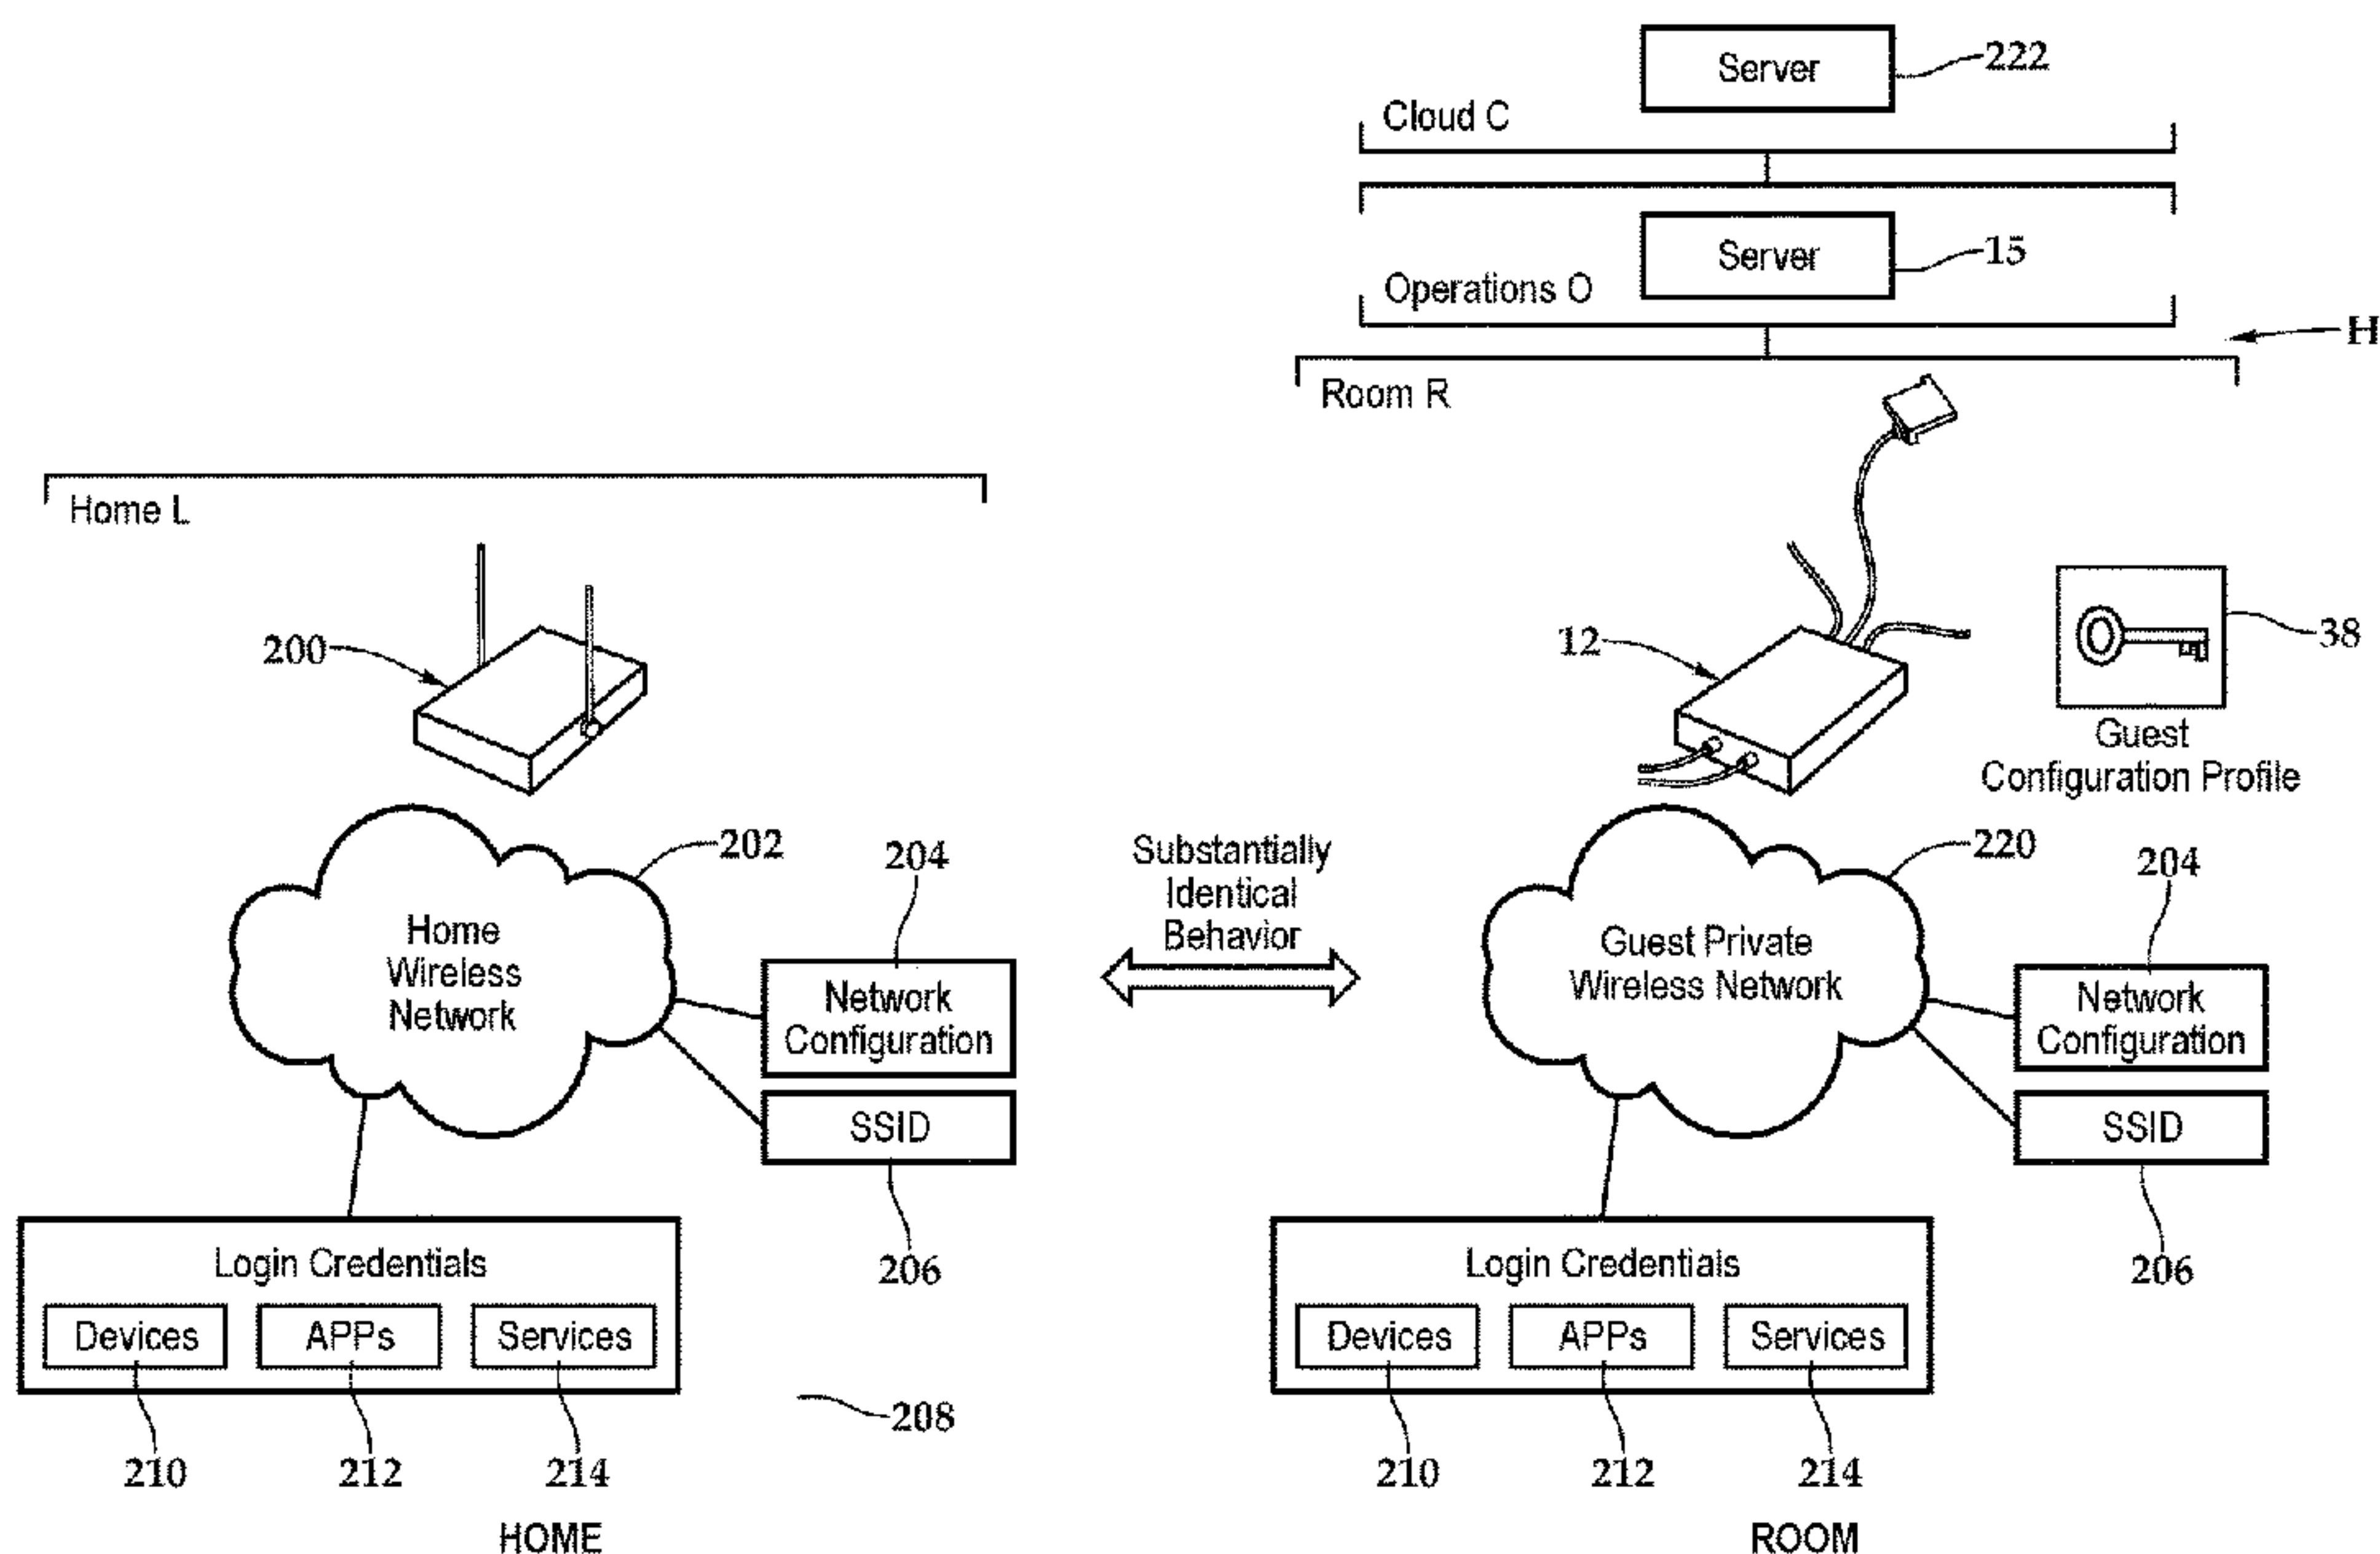 Server
222
Cloud C
Server
15
Operations O
H
Room R
Home L
200
12
38
Guest
Configuration Profile
202
204
Home
Wireless
Network
Network
Configuration
SSID
206
Substantially
Identical
Behavior
220
204
Guest Private
Wireless Network
Network
Configuration
SSID
206
Login Credentials
Devices
APPs
Services
208
210
212
214
HOME
Login Credentials
Devices
APPs
Services
210
212
214
ROOM